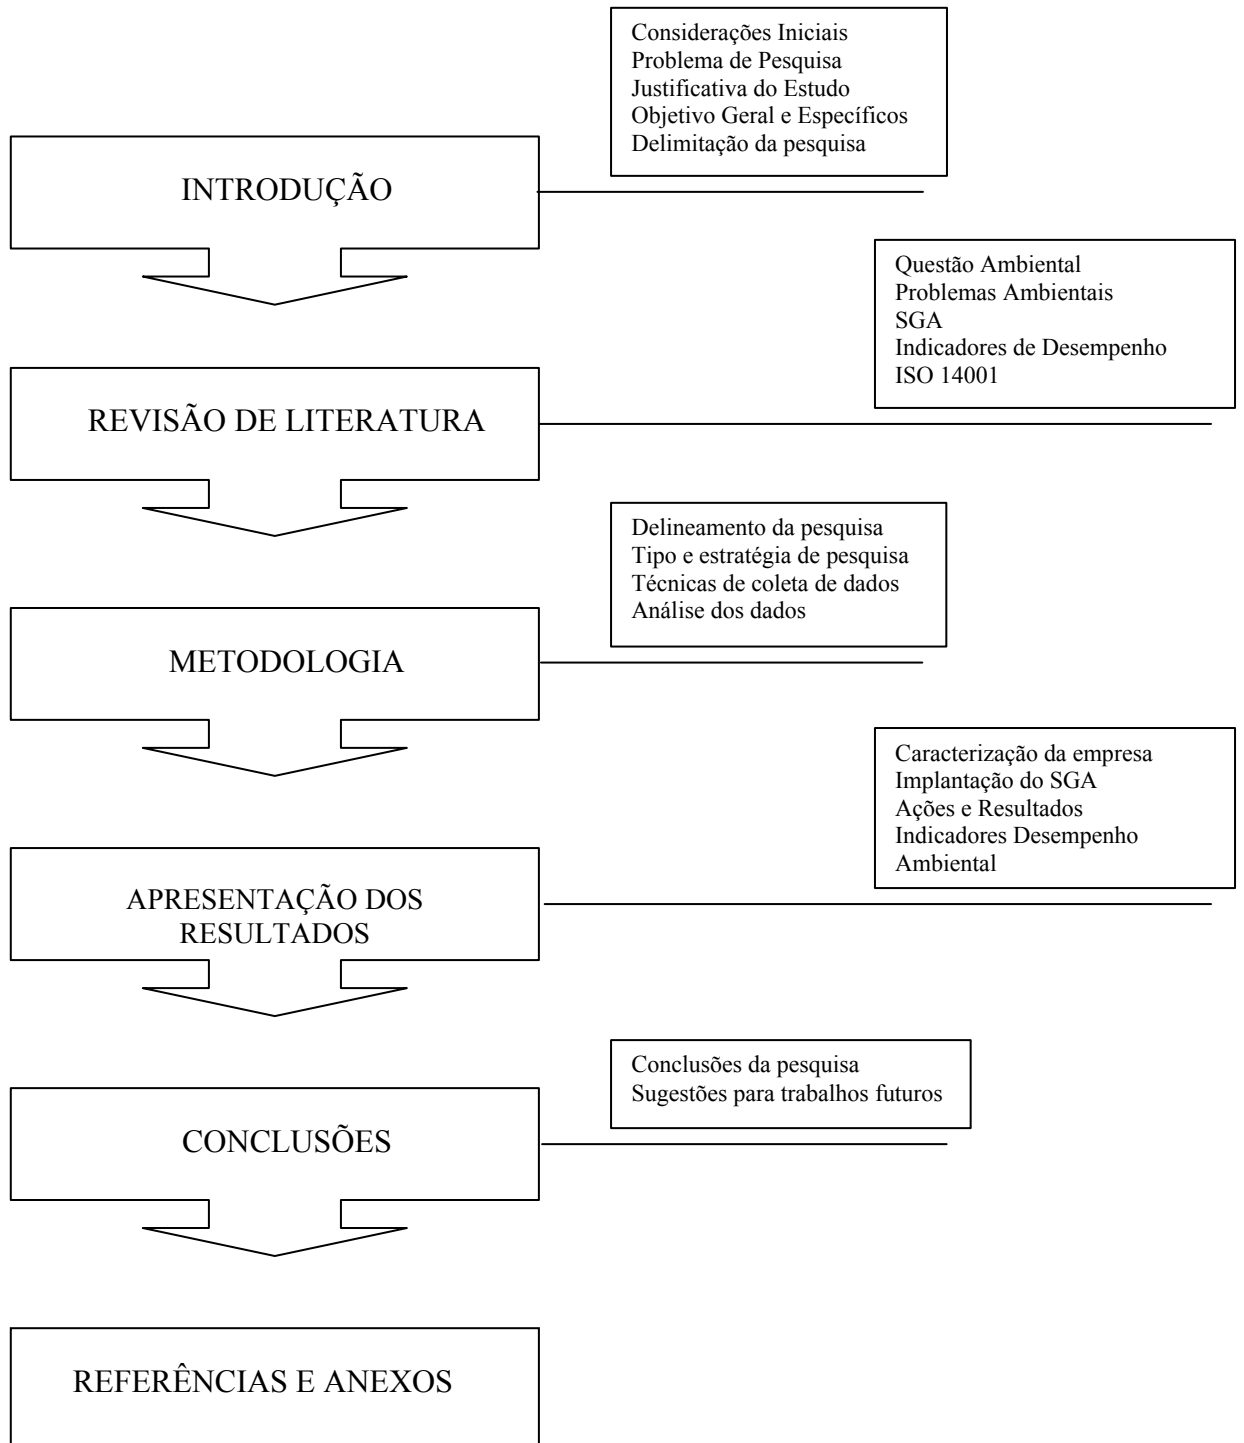 Considerações Iniciais
Problema de Pesquisa
Justificativa do Estudo
Objetivo Geral e Específicos
Delimitação da pesquisa
INTRODUÇÃO
Questão Ambiental
Problemas Ambientais
SGA
Indicadores de Desempenho
ISO 14001
REVISÃO DE LITERATURA
Delineamento da pesquisa
Tipo e estratégia de pesquisa
Técnicas de coleta de dados
Análise dos dados
METODOLOGIA
Caracterização da empresa
Implantação do SGA
Ações e Resultados
Indicadores Desempenho
Ambiental
APRESENTAÇÃO DOS
RESULTADOS
Conclusões da pesquisa
Sugestões para trabalhos futuros
CONCLUSÕES
REFERÊNCIAS E ANEXOS